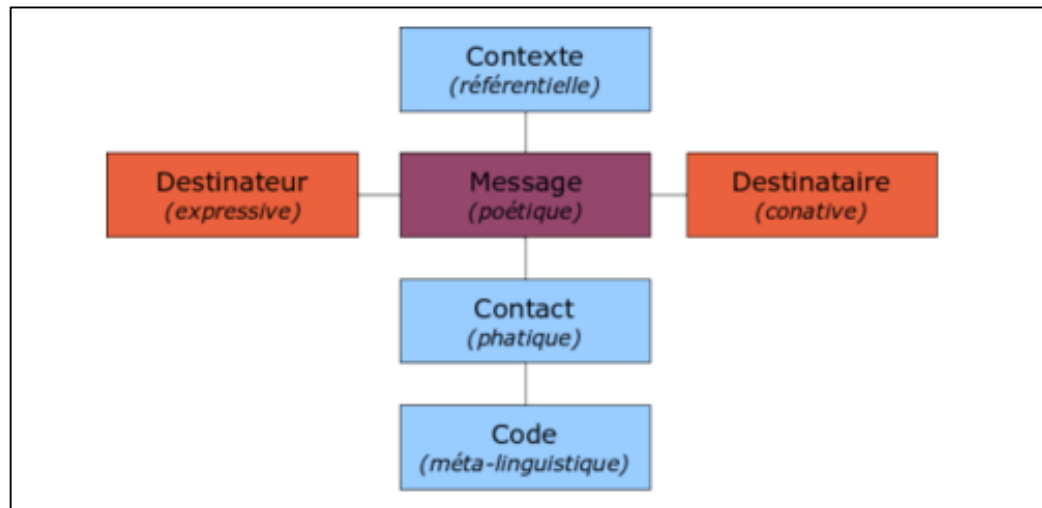 Contexte
(référentielle)
Destinateur
(expressive)
Message
(poétique)
Destinataire
(conative)
Contact
(phatique)
Code
(méta-linguistique)